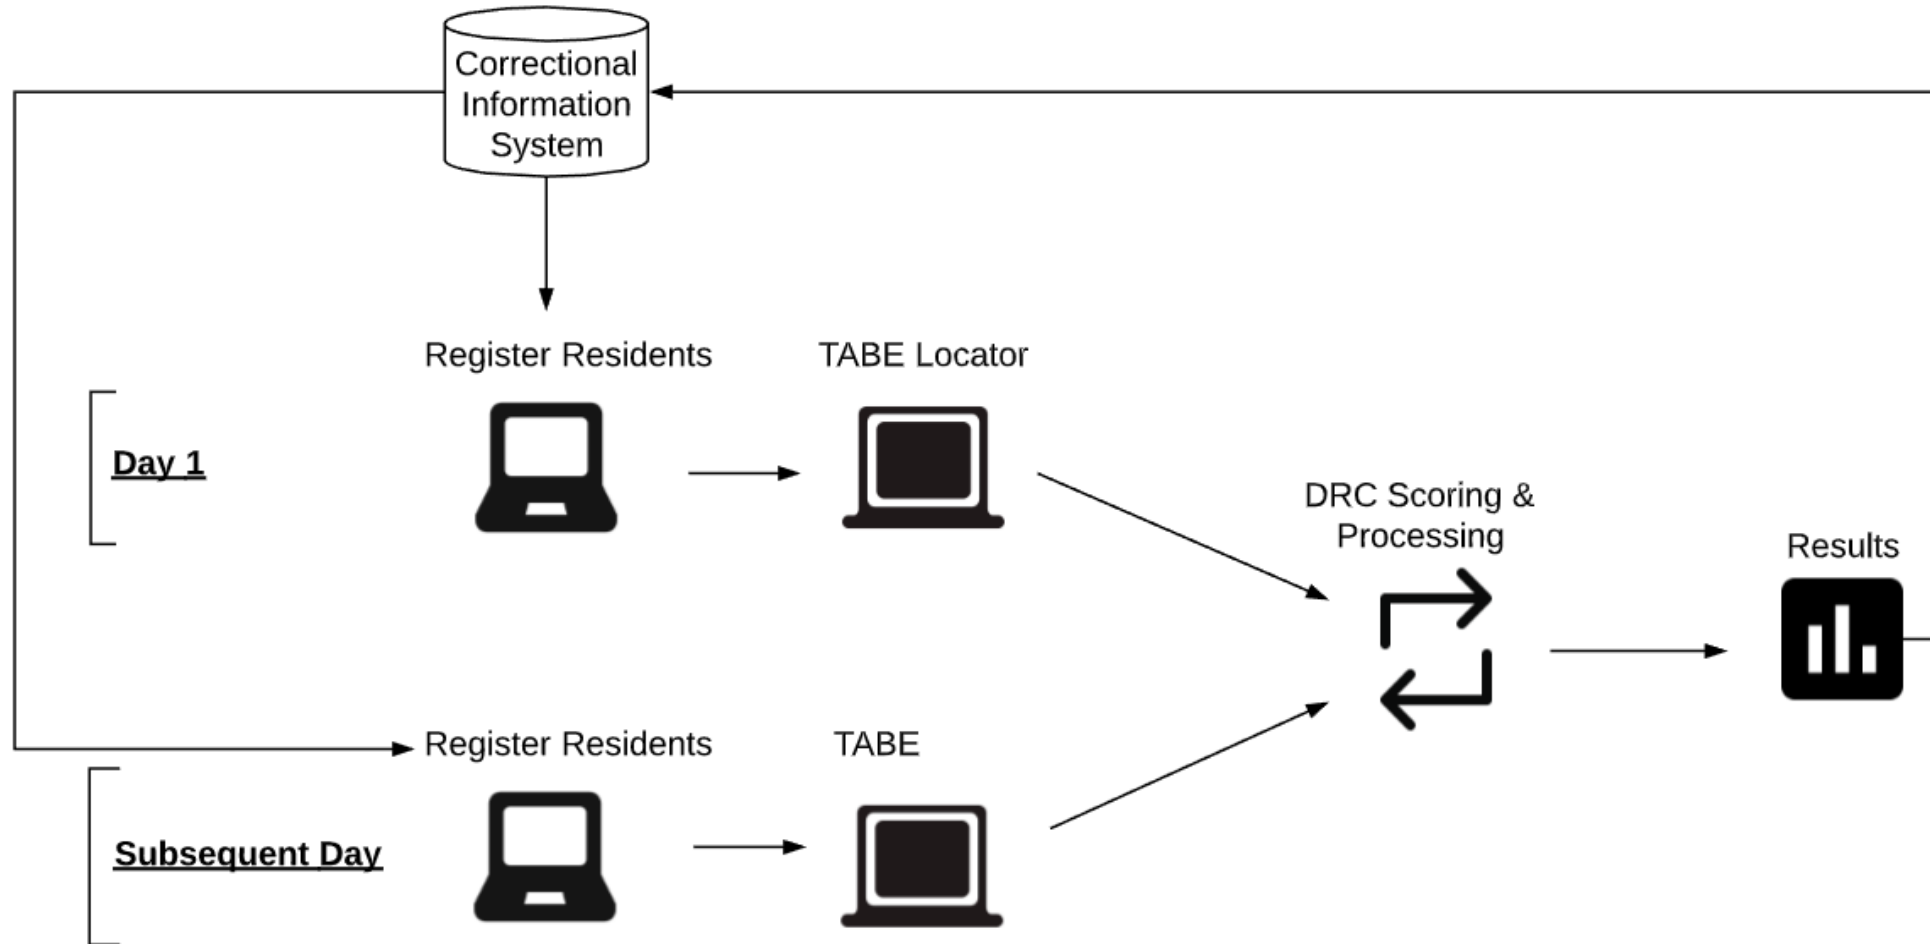 Correctional
Information
System
Register Residents
TABE Locator
Day 1
DRC Scoring &
Processing
Results
Register Residents
TABE
Subsequent Day